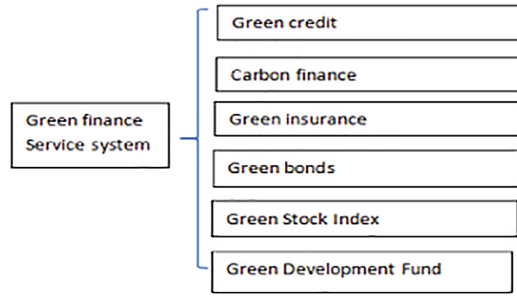 Green credit
Carbon finance
Green finance
Service system
Green insurance
Green bonds
Green Stock Index
Green Development Fund